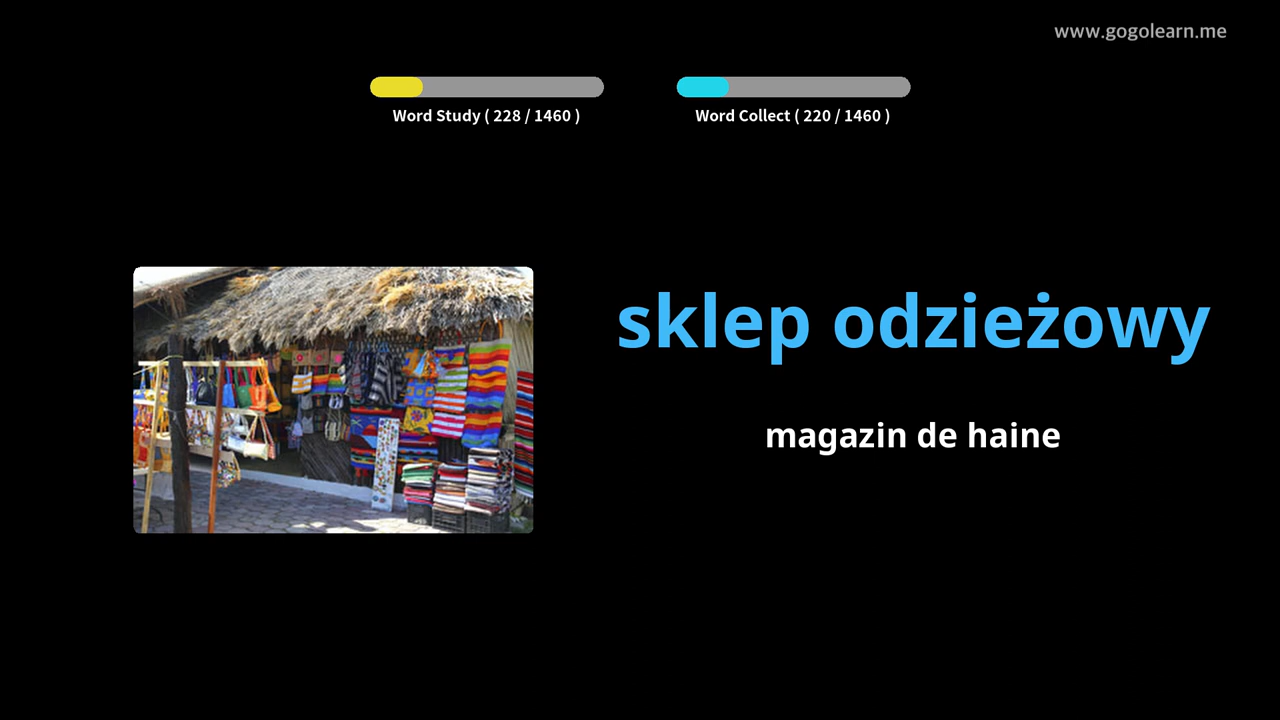 www.gogolearn.me
Word Study ( 228 / 1460 )
Word Collect ( 220 / 1460 )
sklep odzieżowy
magazin de haine